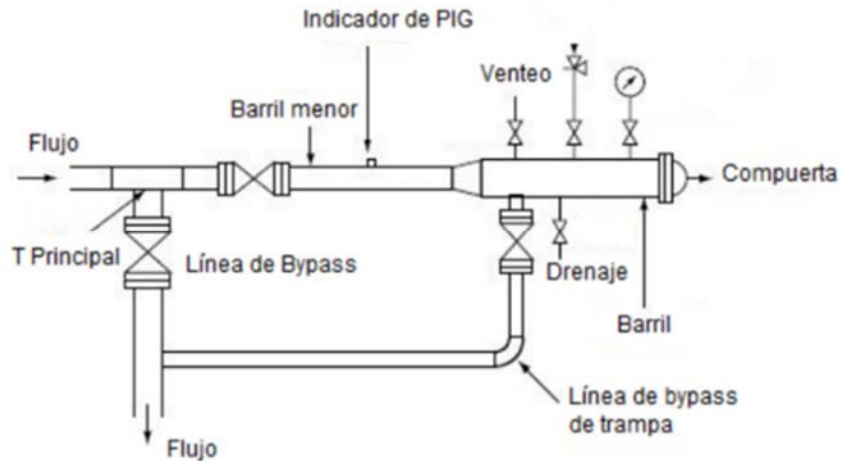 Indicador de PIG
Venteo
Barril menor
Flujo
Compuerta
T Principal
Línea de Bypass
Drenaje
Barril
Línea de bypass
de trampa
Flujo